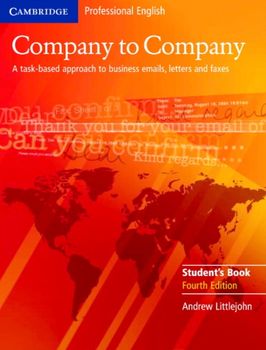 CAMBRIDGE Professional English
Company to Company
A task-based approach to business emails, letters and faxes
Thank you for your email of
Can you confirm
Kind regards.
Student's Book
Fourth Edition
Andrew Littlejohn